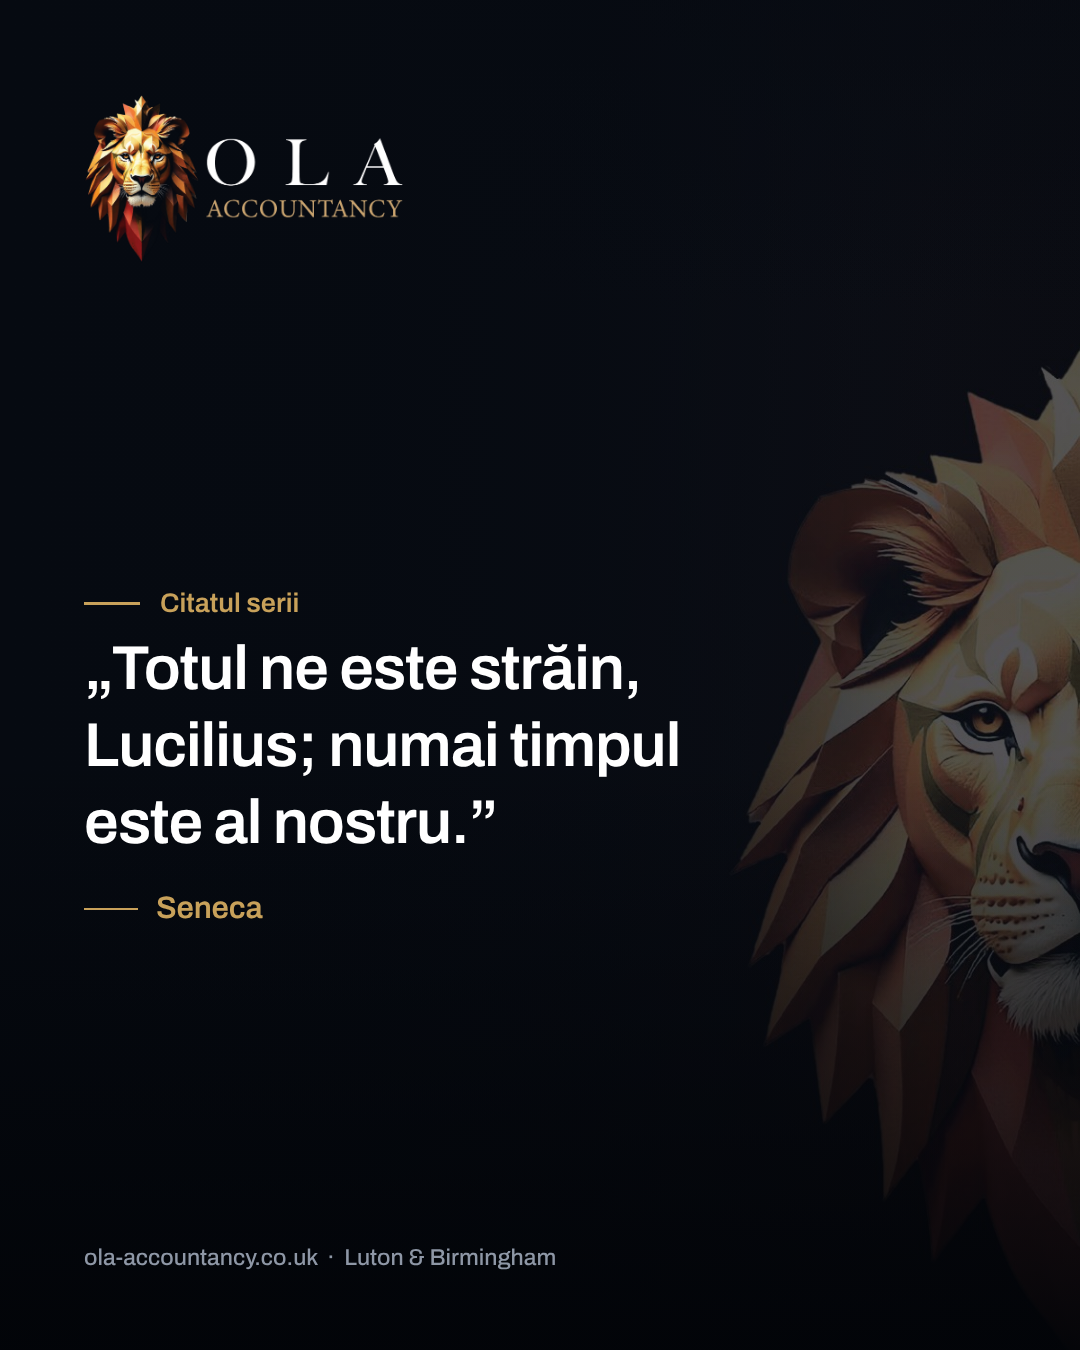 OLA
ACCOUNTANCY
Citatul serii
„Totul ne este străin,
Lucilius; numai timpul
este al nostru.”
Seneca
ola-accountancy.co.uk · Luton & Birmingham